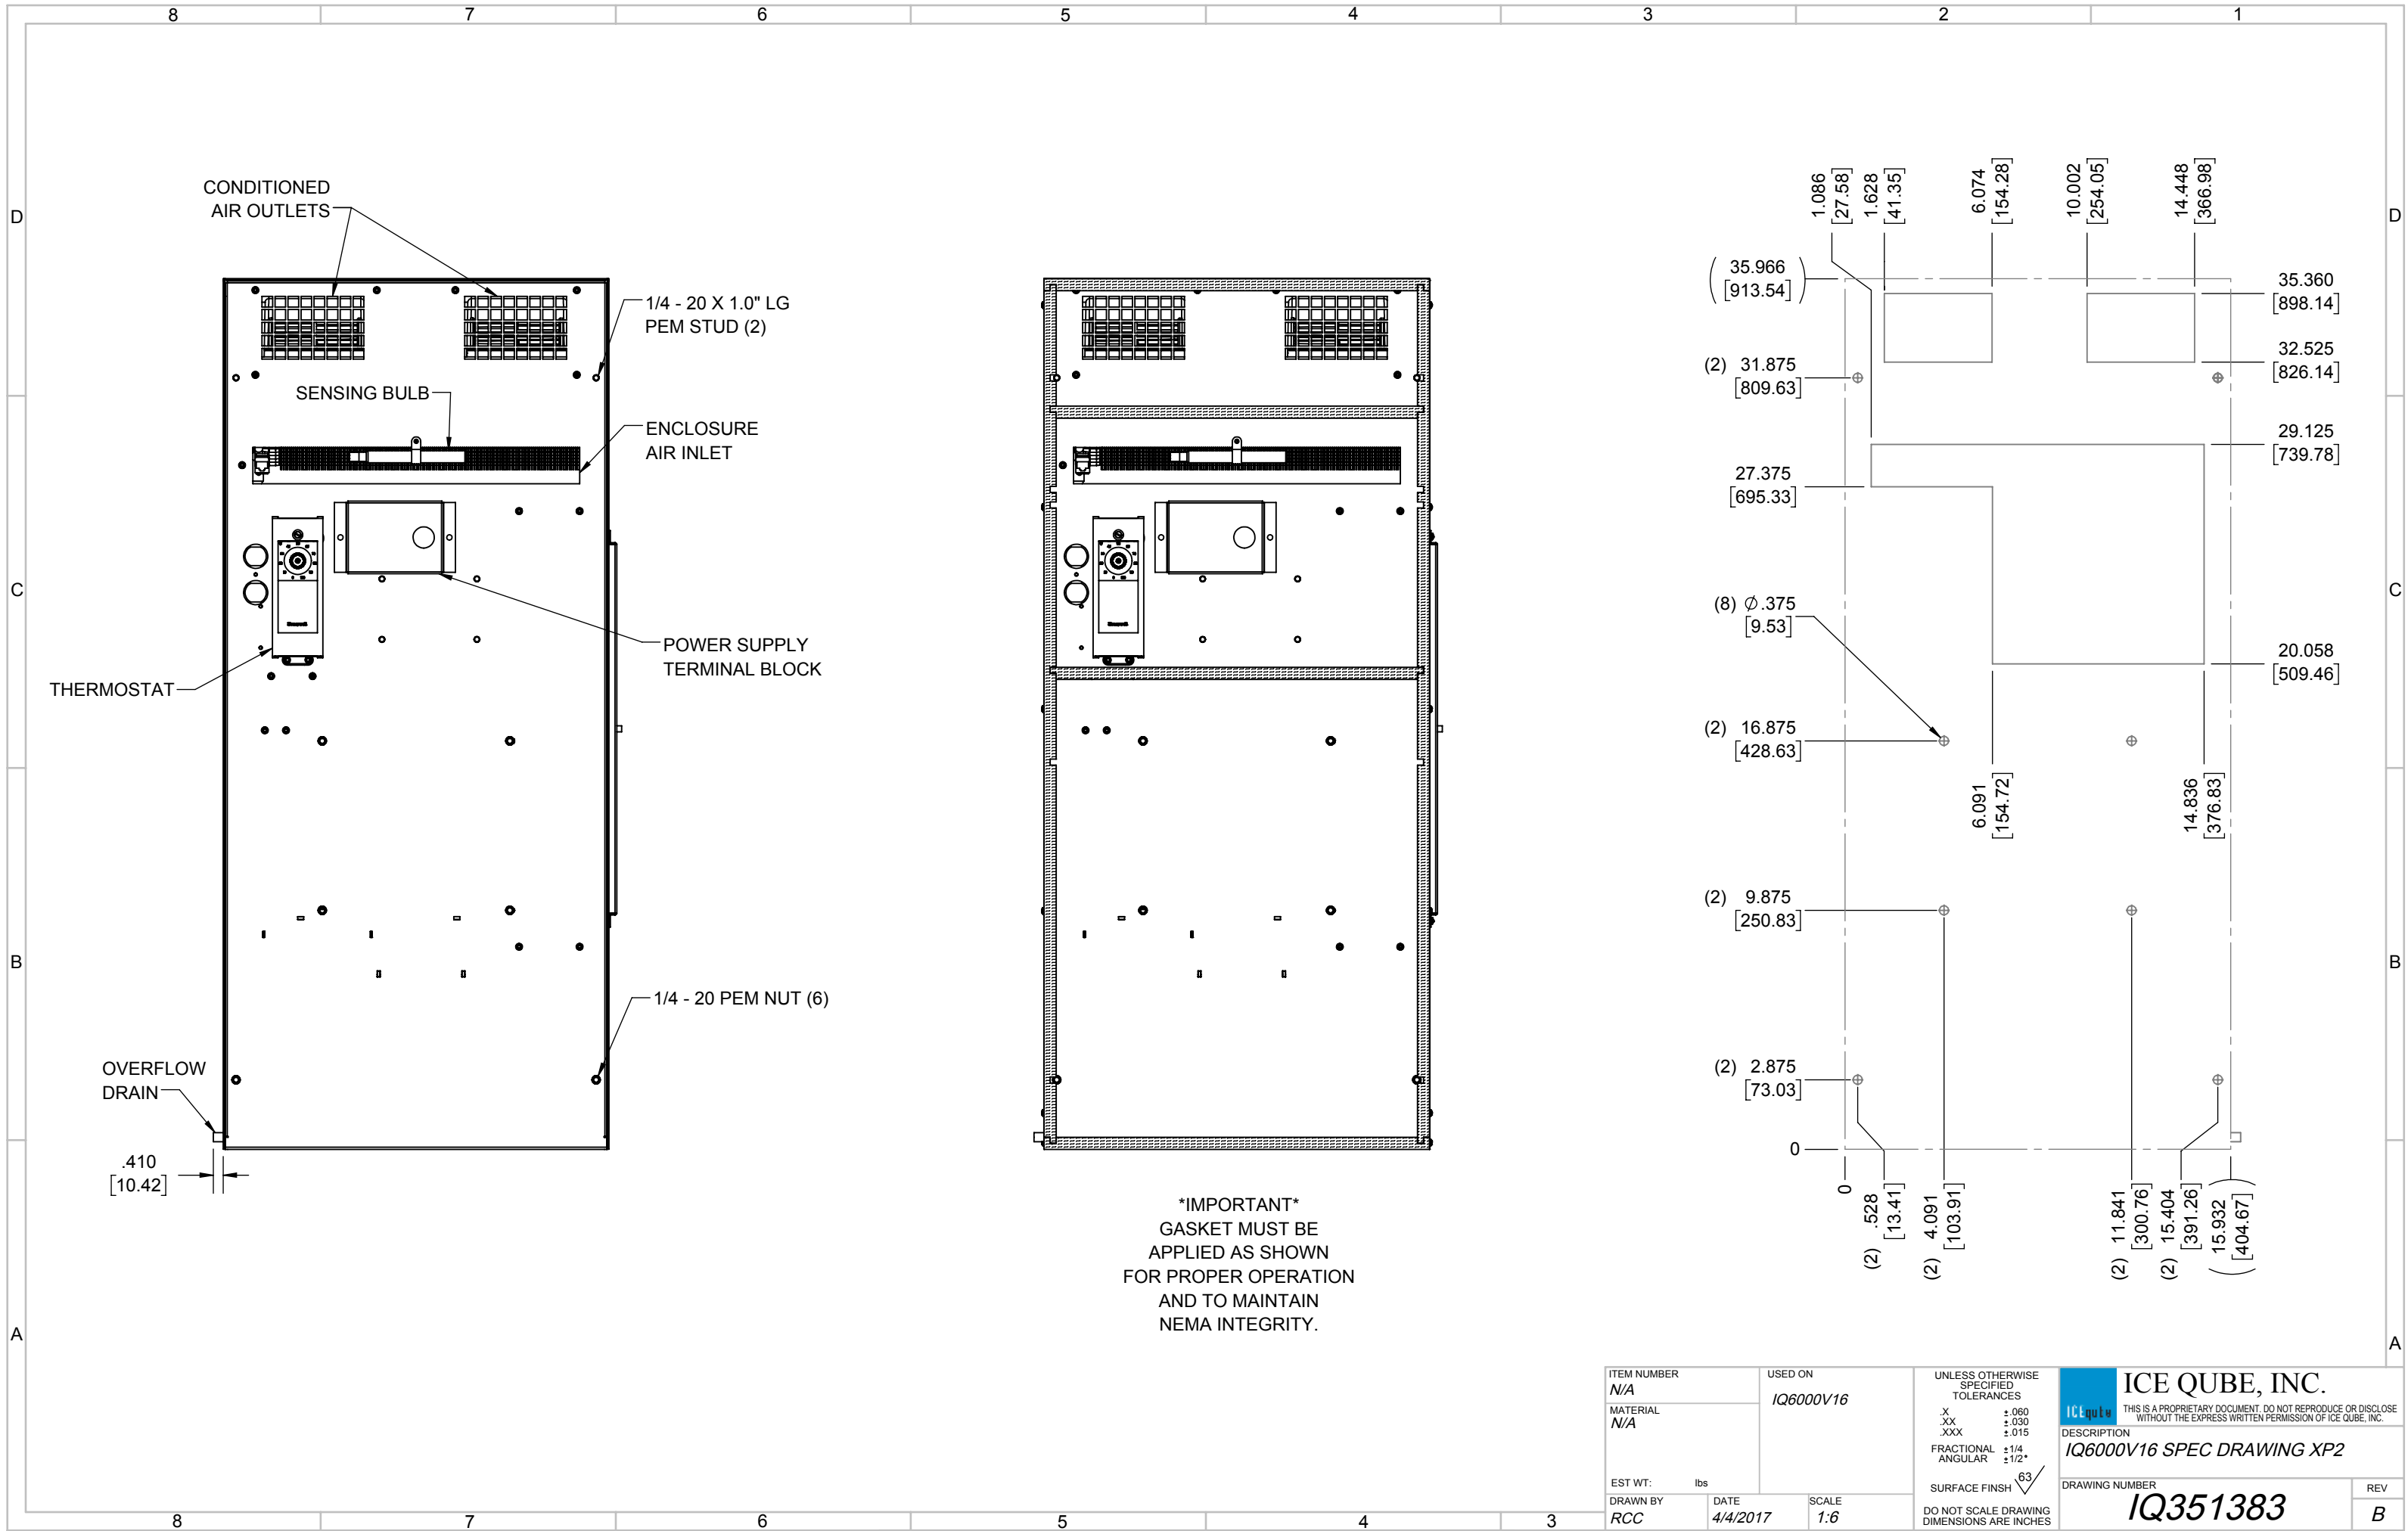 8 7 6 5 4 3 2 1
D
C
B
A
CONDITIONED
AIR OUTLETS
1/4 - 20 X 1.0" LG
PEM STUD (2)
SENSING BULB
ENCLOSURE
AIR INLET
POWER SUPPLY
TERMINAL BLOCK
THERMOSTAT
1/4 - 20 PEM NUT (6)
OVERFLOW
DRAIN
.410
[10.42]
*IMPORTANT*
GASKET MUST BE
APPLIED AS SHOWN
FOR PROPER OPERATION
AND TO MAINTAIN
NEMA INTEGRITY.
1.086
[27.58]
1.628
[41.35]
6.074
[154.28]
10.002
[254.05]
14.448
[366.98]
(35.966
[913.54])
35.360
[898.14]
(2) 31.875
[809.63]
32.525
[826.14]
29.125
[739.78]
27.375
[695.33]
(8) Ø.375
[9.53]
20.058
[509.46]
(2) 16.875
[428.63]
6.091
[154.72]
14.836
[376.83]
(2) 9.875
[250.83]
(2) 2.875
[73.03]
0
0
(2) .528
[13.41]
(2) 4.091
[103.91]
(2) 11.841
[300.76]
(2) 15.404
[391.26]
(15.932
[404.67])
D
C
B
A
ITEM NUMBER
N/A
MATERIAL
N/A
EST WT: lbs
DRAWN BY
RCC
DATE
4/4/2017
SCALE
1:6
USED ON
IQ6000V16
UNLESS OTHERWISE
SPECIFIED
TOLERANCES
.X ±.060
.XX ±.030
.XXX ±.015
FRACTIONAL ±1/4
ANGULAR ±1/2°
SURFACE FINSH 63
DO NOT SCALE DRAWING
DIMENSIONS ARE INCHES
ICEqube
ICE QUBE, INC.
THIS IS A PROPRIETARY DOCUMENT. DO NOT REPRODUCE OR DISCLOSE
WITHOUT THE EXPRESS WRITTEN PERMISSION OF ICE QUBE, INC.
DESCRIPTION
IQ6000V16 SPEC DRAWING XP2
DRAWING NUMBER
IQ351383
REV
B
8 7 6 5 4 3